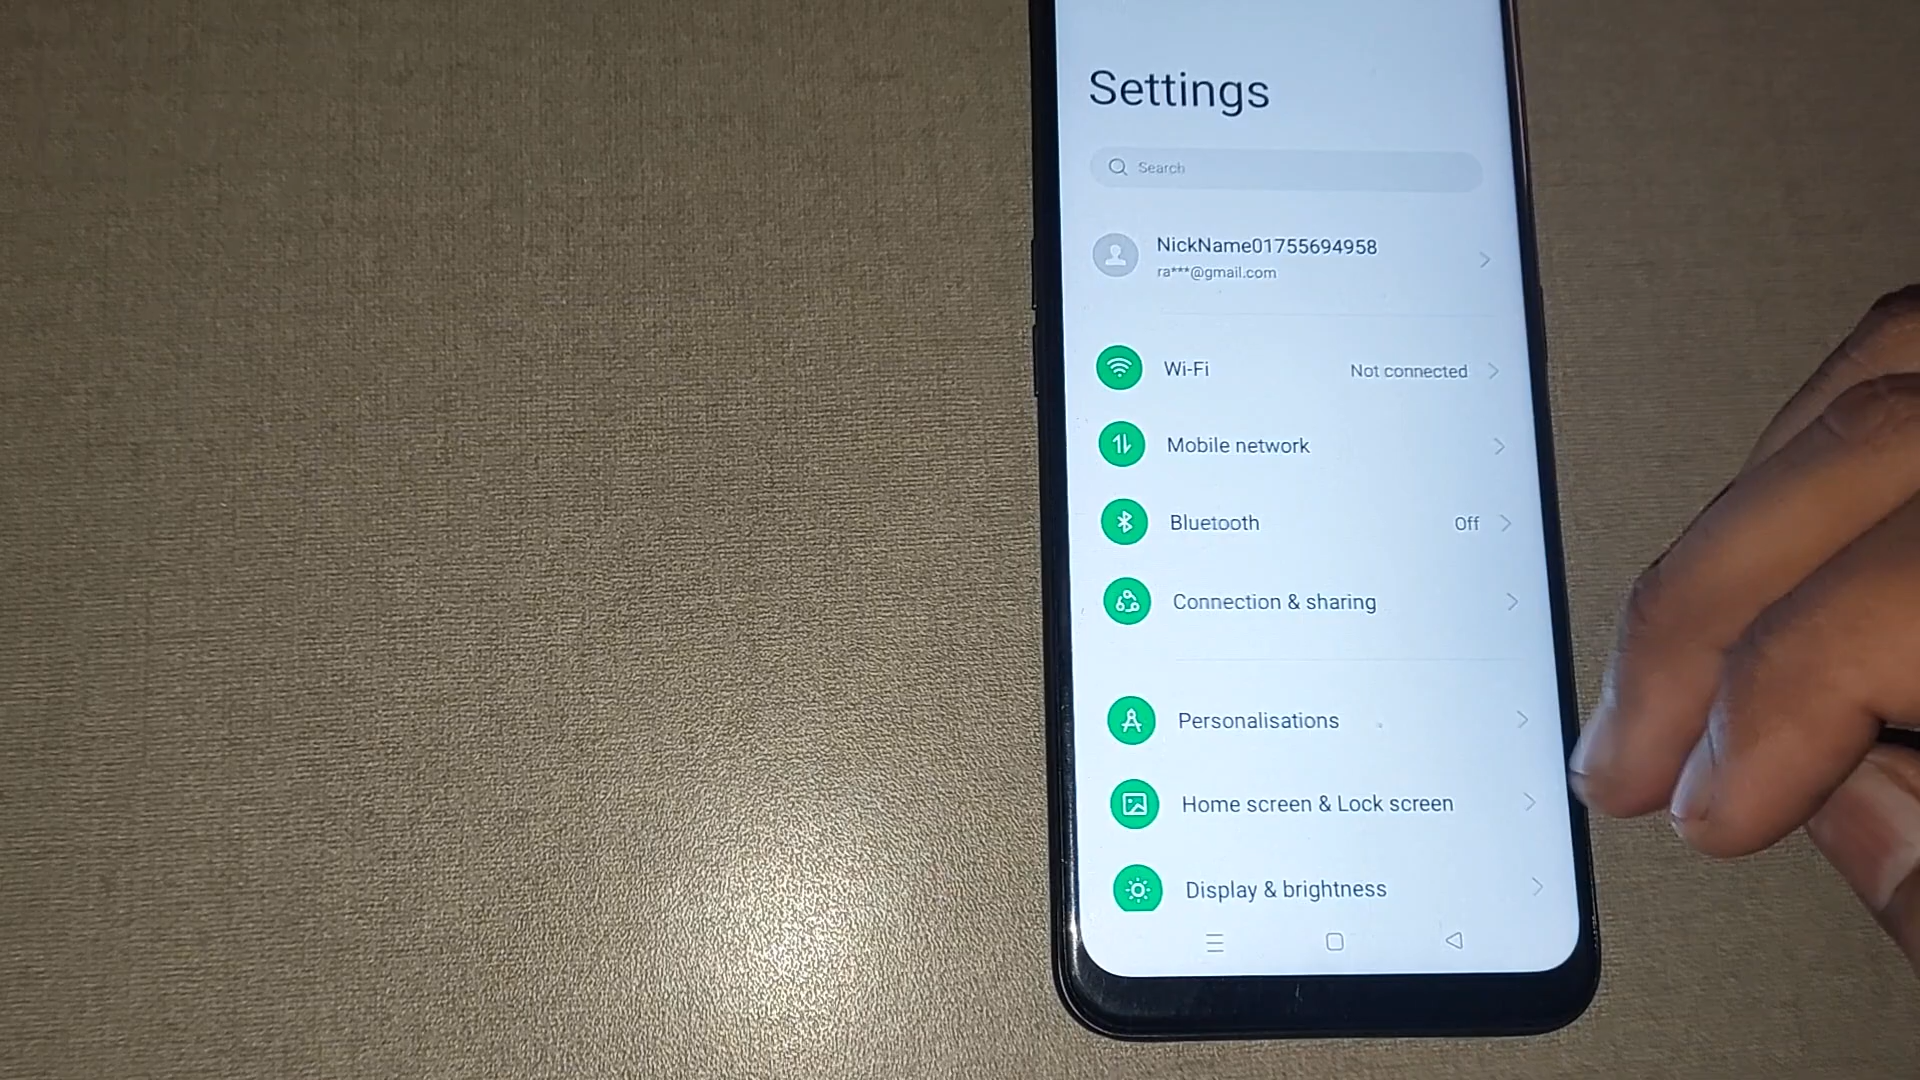 Settings
Search
NickName01755694958
ra***@gmail.com
Wi-Fi Not connected
Mobile network
Bluetooth Off
Connection & sharing
Personalisations
Home screen & Lock screen
Display & brightness